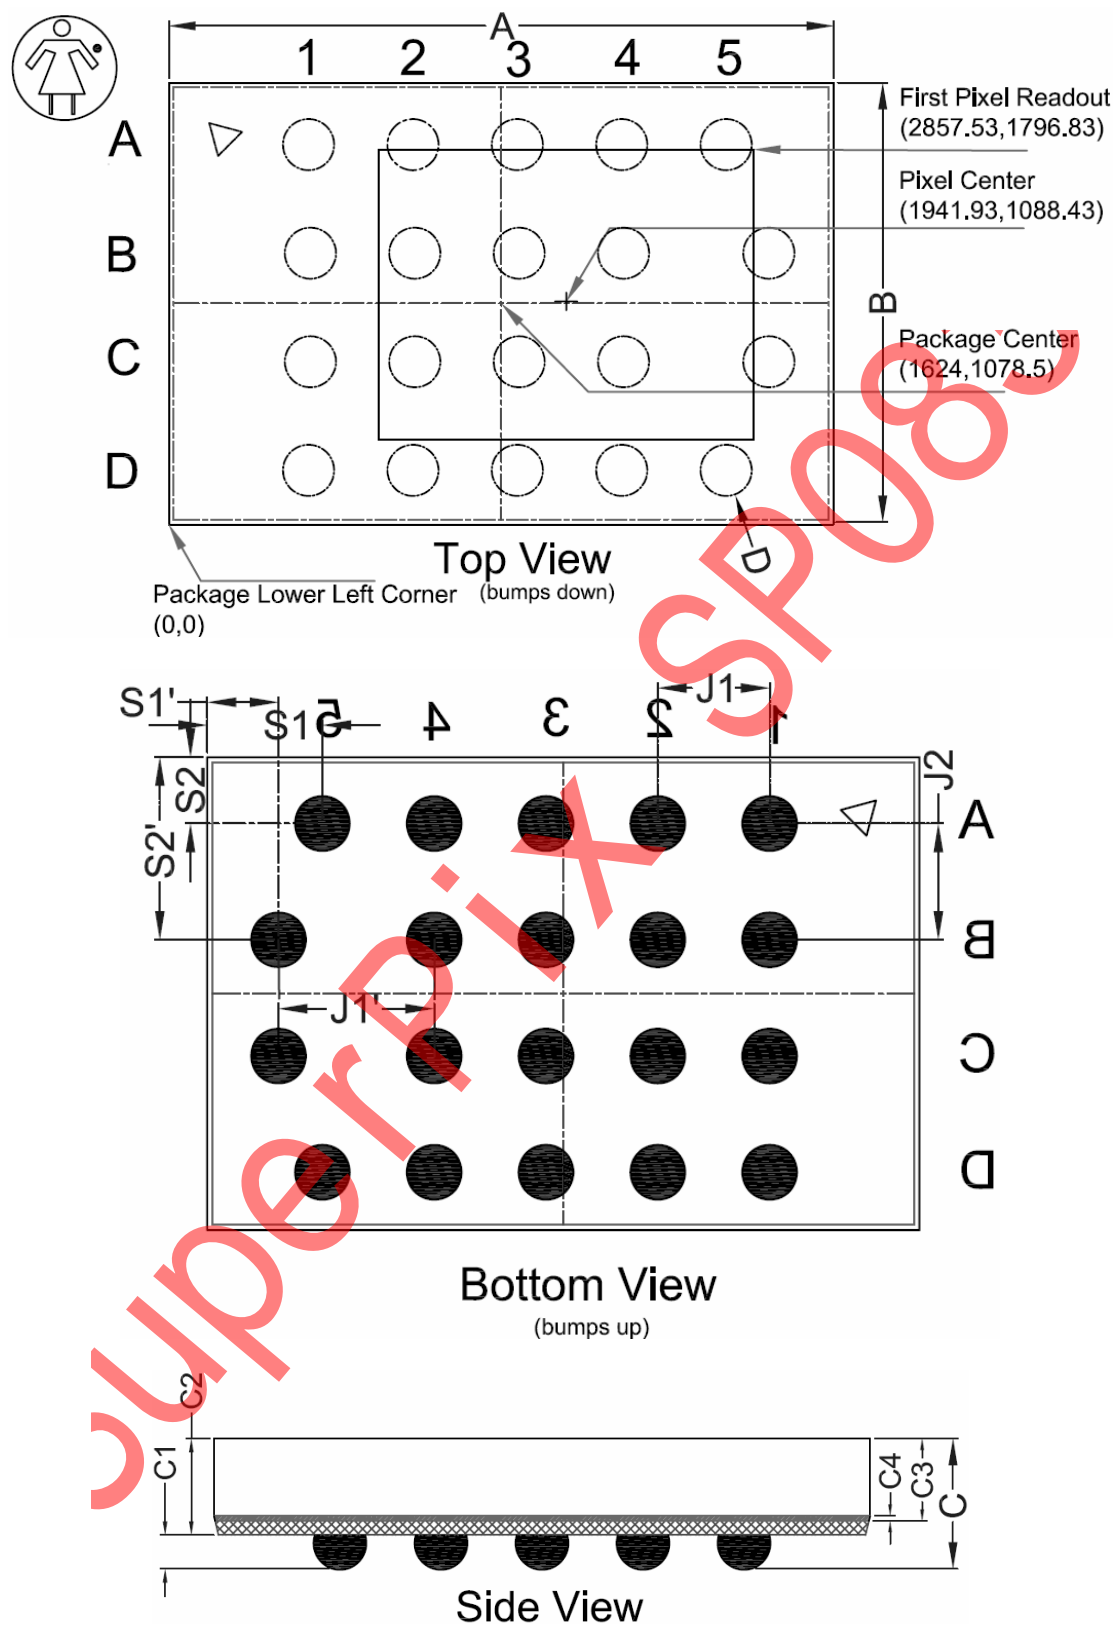 A
1 2 3 4 5
First Pixel Readout
(2857.53,1796.83)
A
Pixel Center
(1941.93,1088.43)
B
B
Package Center
(1624,1078.5)
C
D
D
Top View
(bumps down)
Package Lower Left Corner
(0,0)
S1' S1 5 4 3 2 J1 1
S2 S2' J2
A
B
J1'
C
D
Bottom View
(bumps up)
C2
C1 C4 C3 C
Side View
SuperPix SP083